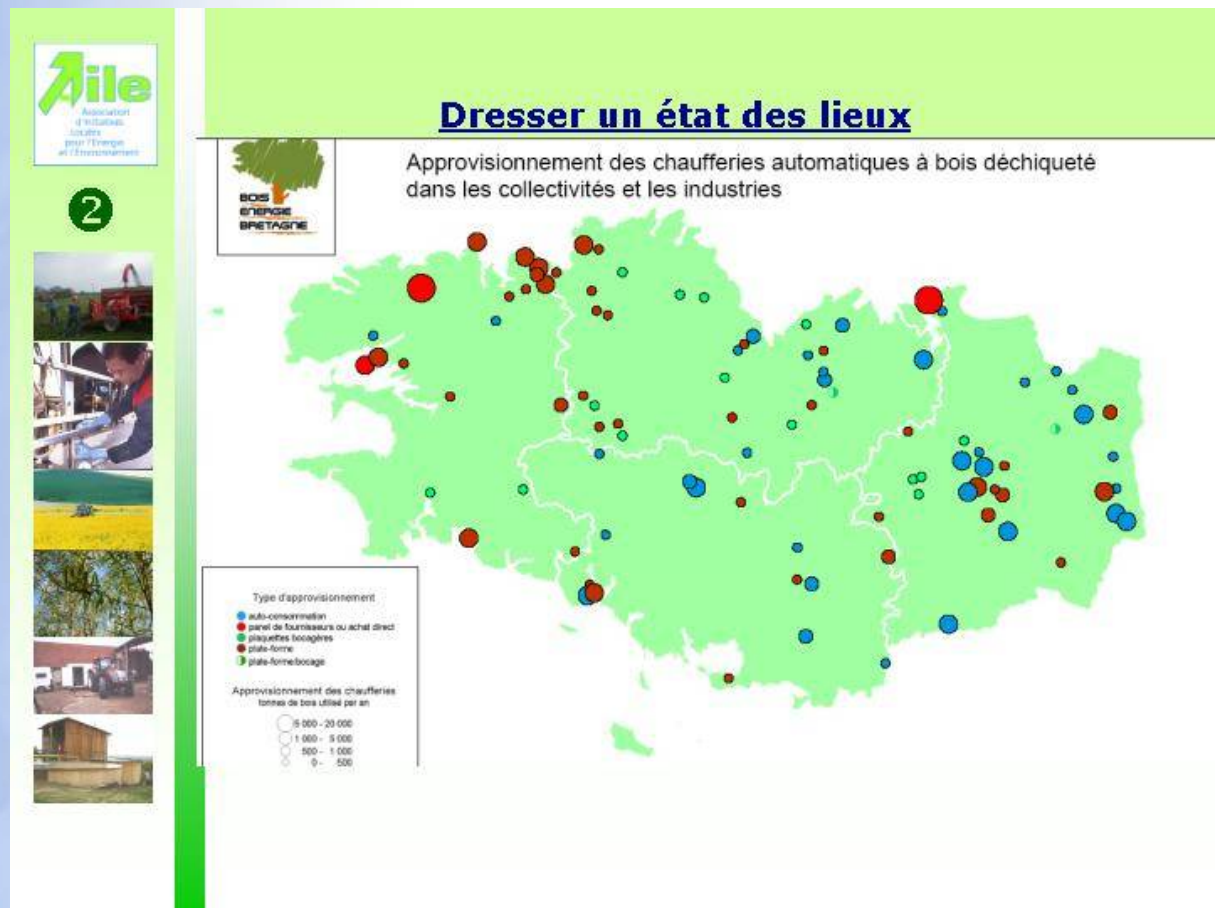 Aile
Association
d'Initiatives
Locales
pour l'Energie
et l'Environnement
2
Dresser un état des lieux
BOIS
ENERGIE
BRETAGNE
Approvisionnement des chaufferies automatiques à bois déchiqueté
dans les collectivités et les industries
Type d'approvisionnement
auto-consommation
panel de fournisseurs ou achat direct
plaquettes bocagères
plate-forme
plate-forme/bocage
Approvisionnement des chaufferies
tonnes de bois utilisé par an
5 000 - 20 000
1 000 - 5 000
500 - 1 000
0 - 500